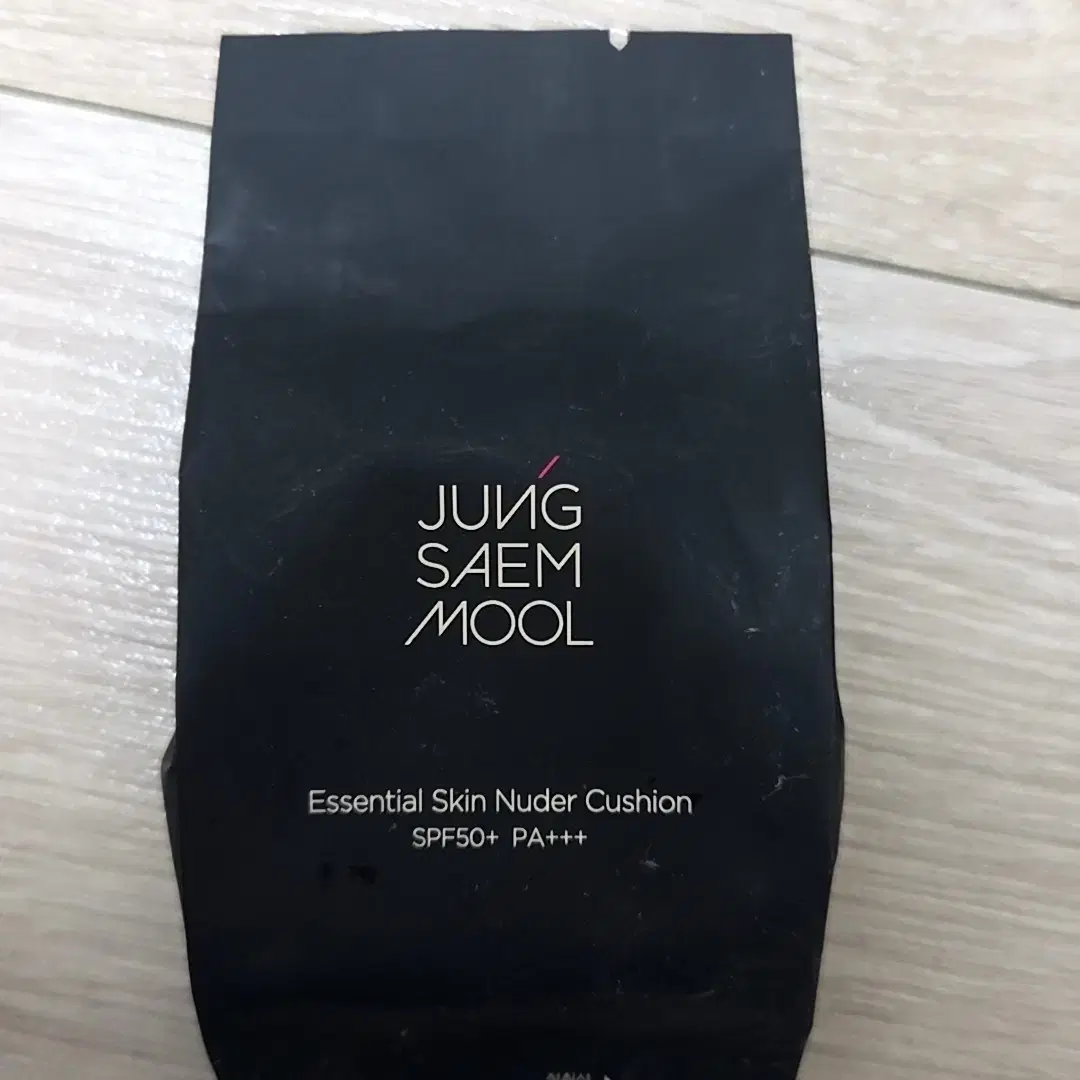 JUNG
SAEM
MOOL
Essential Skin Nuder Cushion
SPF50+ PA+++